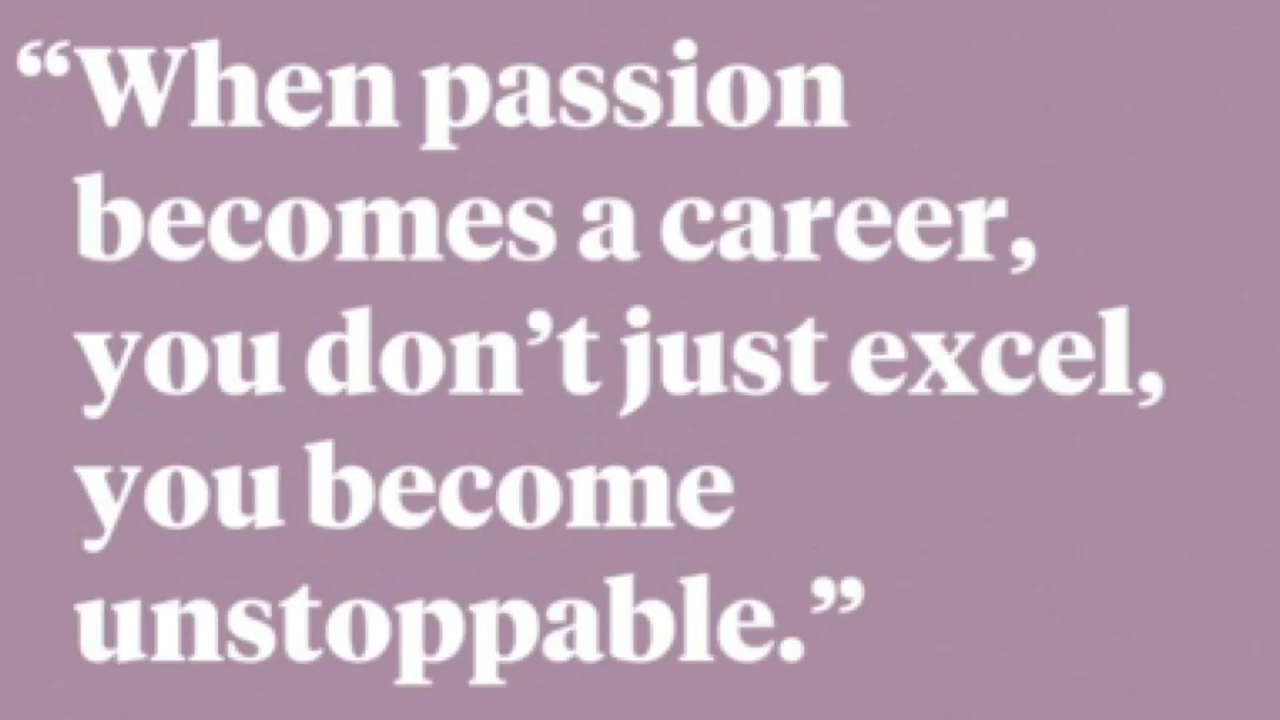 “When passion
becomes a career,
you don’t just excel,
you become
unstoppable.”